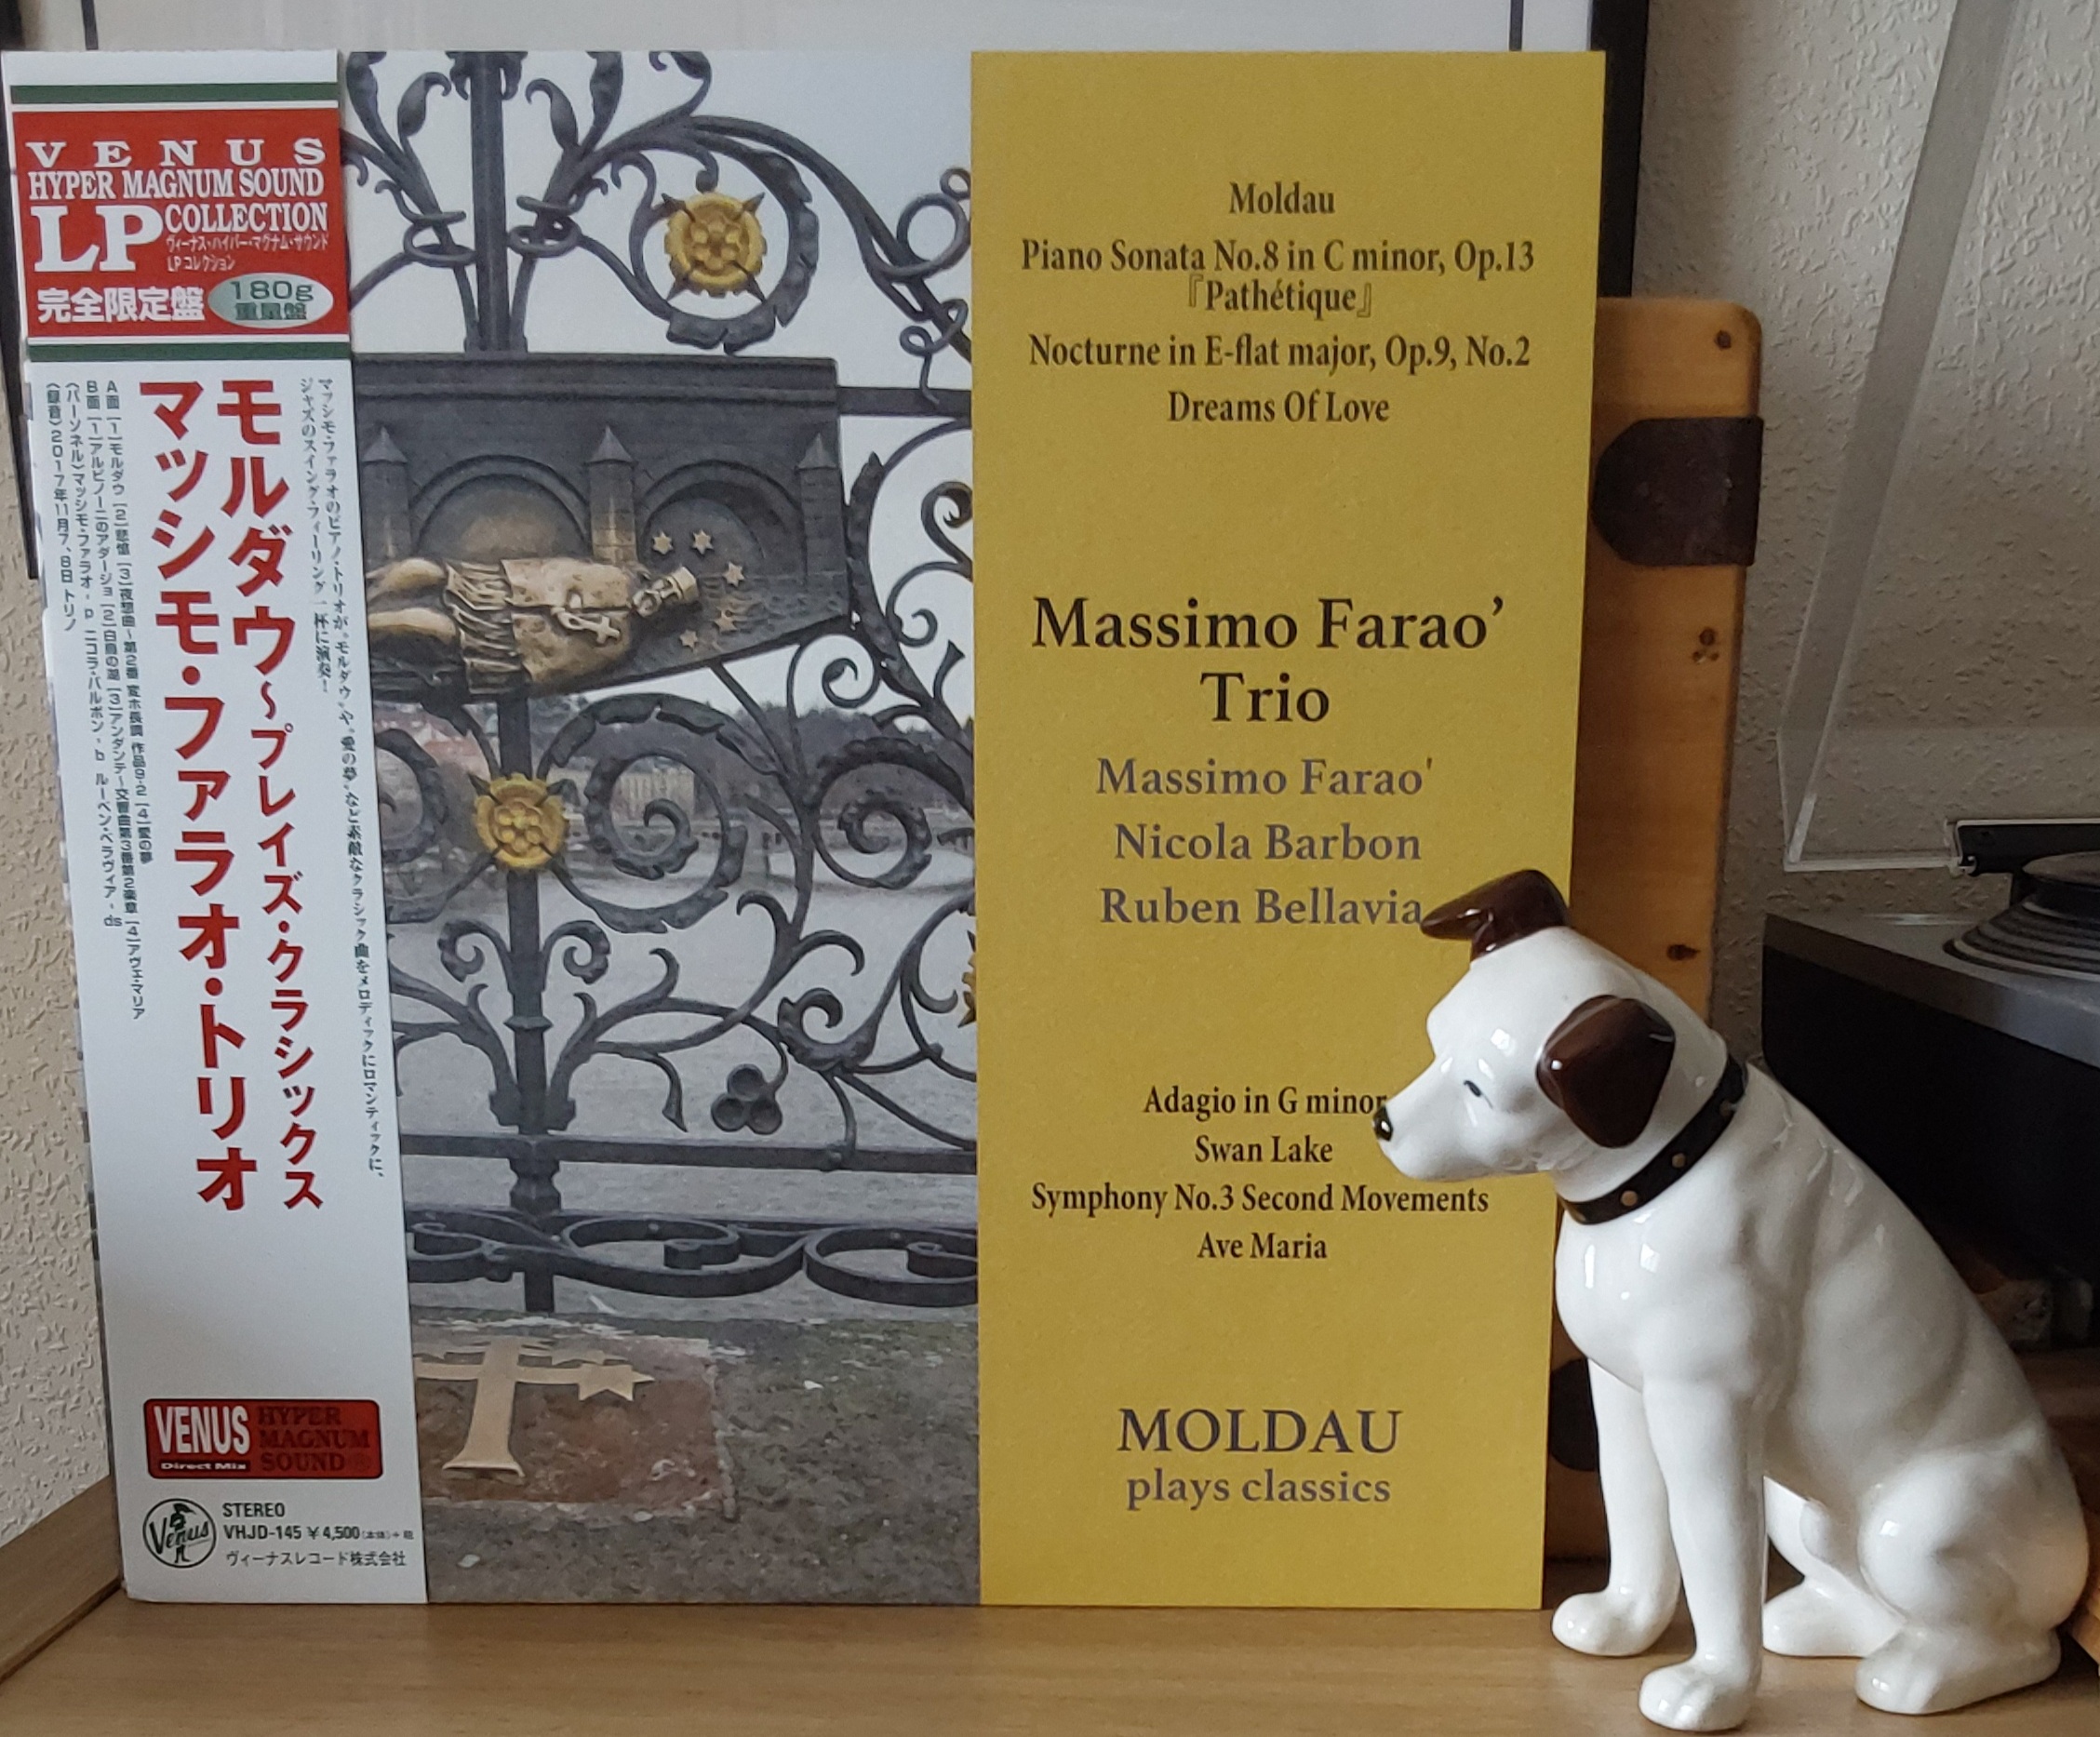 VENUS
HYPER MAGNUM SOUND
LP COLLECTION
ヴィーナス・ハイパー・マグナム・サウンド
LPコレクション
完全限定盤
180g
重量盤
マッシモ・ファラオのピアノ・トリオが“モルダウ”や“愛の夢”など素敵なクラシック曲をメロディックにロマンティックに、
ジャズのスイング・フィーリング一杯に演奏!
モルダウ~プレイズ・クラシックス
マッシモ・ファラオ・トリオ
A面 [1]モルダウ [2]悲愴 [3]夜想曲~第2番 変ホ長調 作品9-2 [4]愛の夢
B面 [1]アルビノーニのアダージョ [2]白鳥の湖 [3]アンダンテ~交響曲第3番第2楽章 [4]アヴェ・マリア
(パーソネル)マッシモ・ファラオ - p ニコラ・バルボン - b ルーベン・ベラヴィア - ds
(録音)2017年11月7、8日 トリノ
VENUS
Direct Mix
HYPER
MAGNUM
SOUND
Venus
STEREO
VHJD-145 ¥4,500(本体)+税
ヴィーナスレコード株式会社
Moldau
Piano Sonata No.8 in C minor, Op.13
『Pathétique』
Nocturne in E-flat major, Op.9, No.2
Dreams Of Love
Massimo Farao’
Trio
Massimo Farao'
Nicola Barbon
Ruben Bellavia
Adagio in G minor
Swan Lake
Symphony No.3 Second Movements
Ave Maria
MOLDAU
plays classics